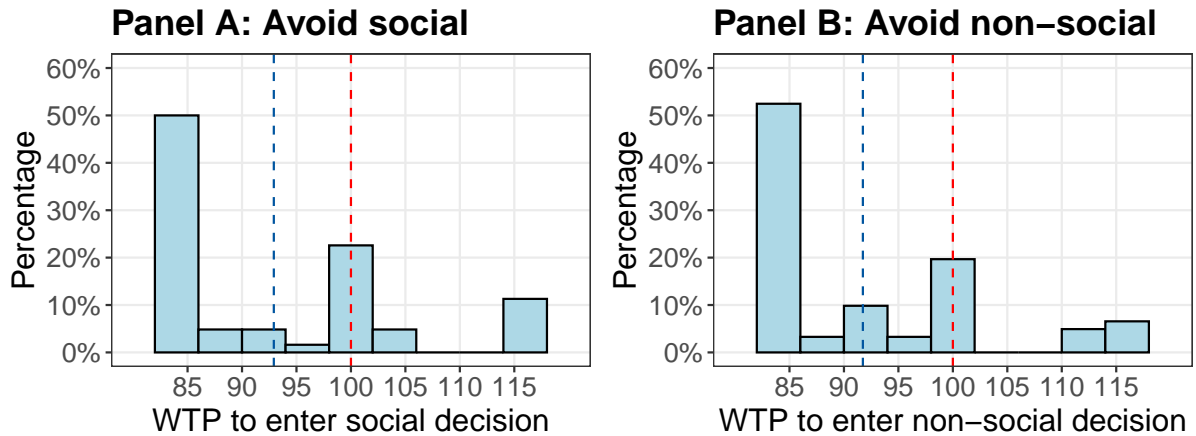 Panel A: Avoid social
60%
50%
40%
30%
20%
10%
0%
Percentage
85 90 95 100 105 110 115
WTP to enter social decision
Panel B: Avoid non−social
60%
50%
40%
30%
20%
10%
0%
Percentage
85 90 95 100 105 110 115
WTP to enter non−social decision